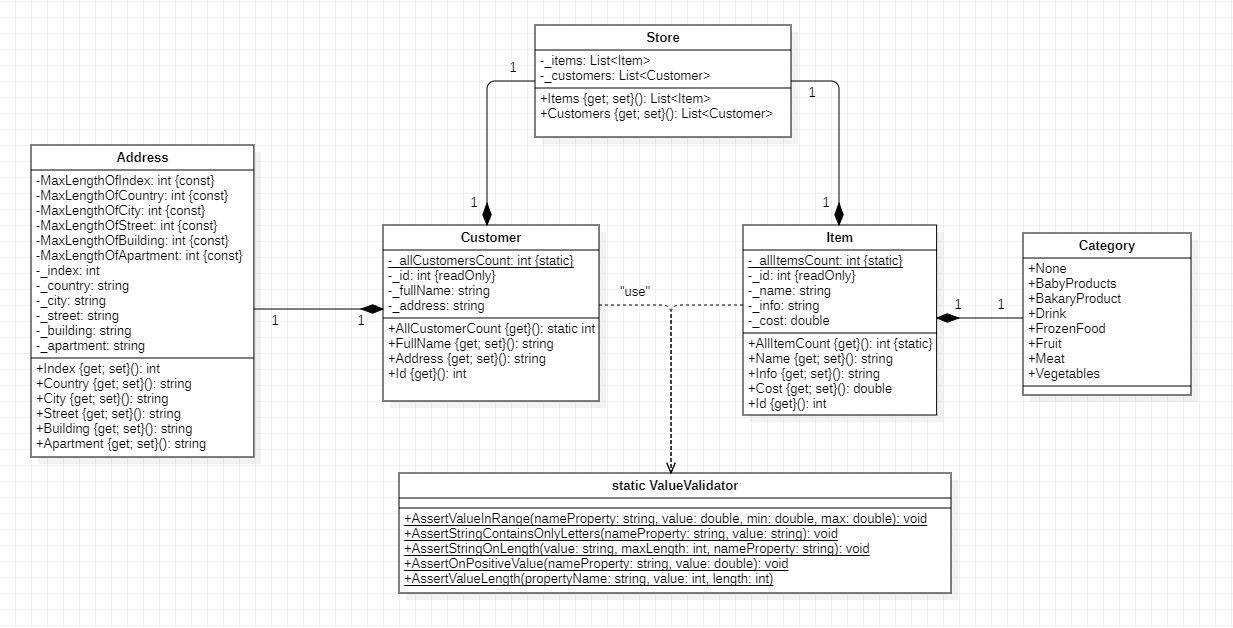 Store
-_items: List<Item>
-_customers: List<Customer>
+Items {get; set}(): List<Item>
+Customers {get; set}(): List<Customer>
1
1
1
1
Address
-MaxLengthOfIndex: int {const}
-MaxLengthOfCountry: int {const}
-MaxLengthOfCity: int {const}
-MaxLengthOfStreet: int {const}
-MaxLengthOfBuilding: int {const}
-MaxLengthOfApartment: int {const}
-_index: int
-_country: string
-_city: string
-_street: string
-_building: string
-_apartment: string
+Index {get; set}(): int
+Country {get; set}(): string
+City {get; set}(): string
+Street {get; set}(): string
+Building {get; set}(): string
+Apartment {get; set}(): string
1
1
Customer
-_allCustomersCount: int {static}
-_id: int {readOnly}
-_fullName: string
-_address: string
+AllCustomerCount {get}(): static int
+FullName {get; set}(): string
+Address {get; set}(): string
+Id {get}(): int
"use"
Item
-_allItemsCount: int {static}
-_id: int {readOnly}
-_name: string
-_info: string
-_cost: double
+AllItemCount {get}(): int {static}
+Name {get; set}(): string
+Info {get; set}(): string
+Cost {get; set}(): double
+Id {get}(): int
1
1
Category
+None
+BabyProducts
+BakaryProduct
+Drink
+FrozenFood
+Fruit
+Meat
+Vegetables
static ValueValidator
+AssertValueInRange(nameProperty: string, value: double, min: double, max: double): void
+AssertStringContainsOnlyLetters(nameProperty: string, value: string): void
+AssertStringOnLength(value: string, maxLength: int, nameProperty: string): void
+AssertOnPositiveValue(nameProperty: string, value: double): void
+AssertValueLength(propertyName: string, value: int, length: int)